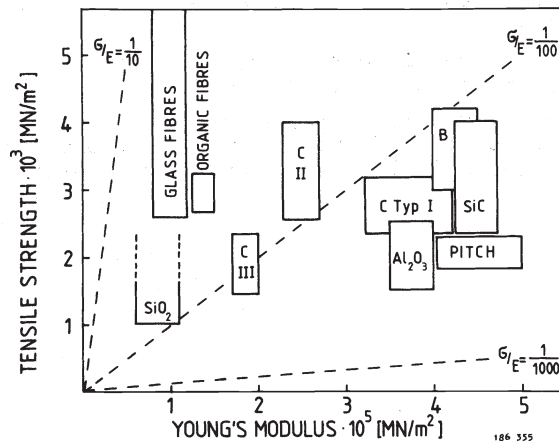 5
4
3
2
1
TENSILE STRENGTH · 10³ [MN/m²]
σ/E = 1/10
GLASS FIBRES
ORGANIC FIBRES
σ/E = 1/100
C II
B
C Typ I
SiC
C III
Al₂O₃
PITCH
SiO₂
σ/E = 1/1000
1 2 3 4 5
YOUNG'S MODULUS · 10⁵ [MN/m²]
186 355